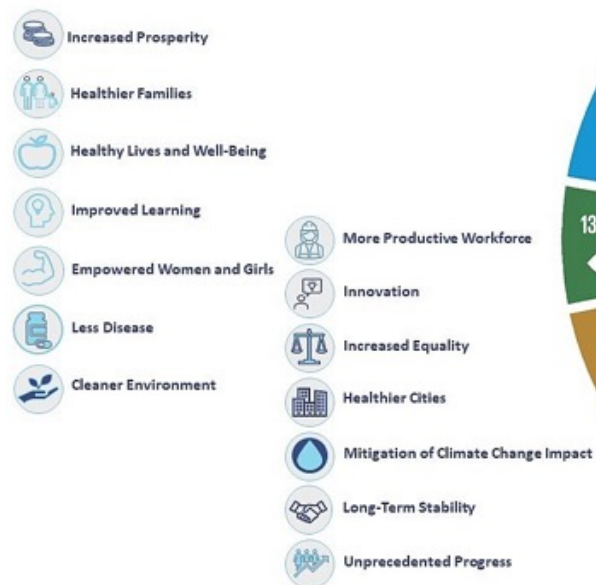 Increased Prosperity
Healthier Families
Healthy Lives and Well-Being
Improved Learning
Empowered Women and Girls
Less Disease
Cleaner Environment
More Productive Workforce
Innovation
Increased Equality
Healthier Cities
Mitigation of Climate Change Impact
Long-Term Stability
Unprecedented Progress
13